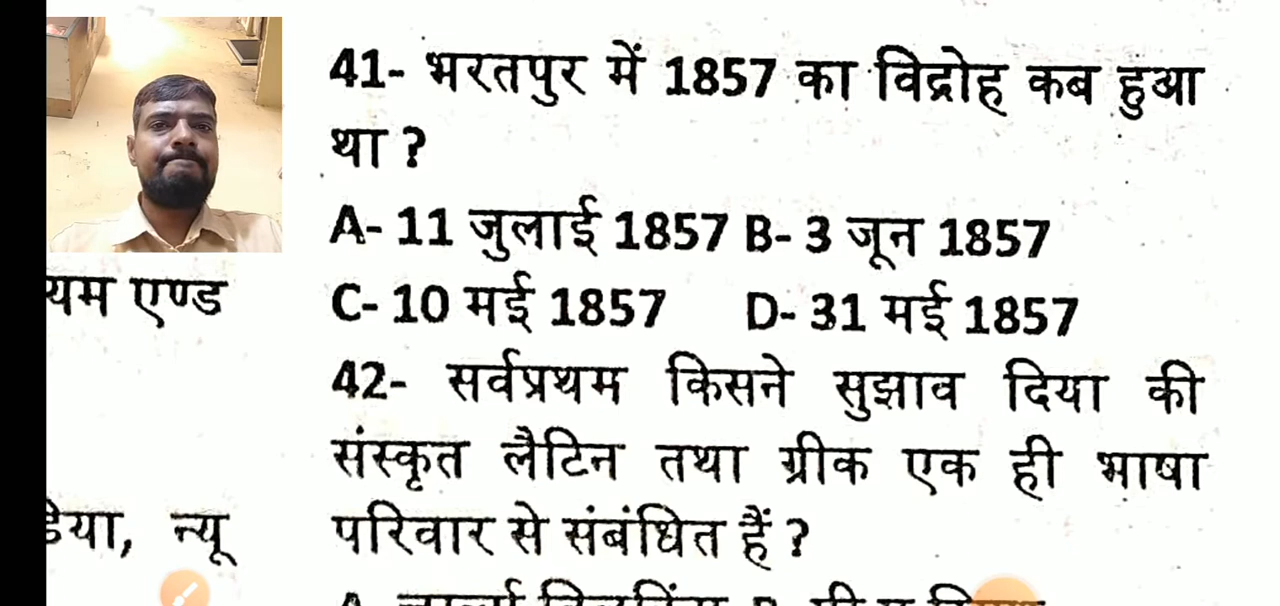 41- भरतपुर में 1857 का विद्रोह कब हुआ
था ?
A- 11 जुलाई 1857 B- 3 जून 1857
C- 10 मई 1857 D- 31 मई 1857
42- सर्वप्रथम किसने सुझाव दिया की
संस्कृत लैटिन तथा ग्रीक एक ही भाषा
परिवार से संबंधित हैं ?
यम एण्ड
न्यू